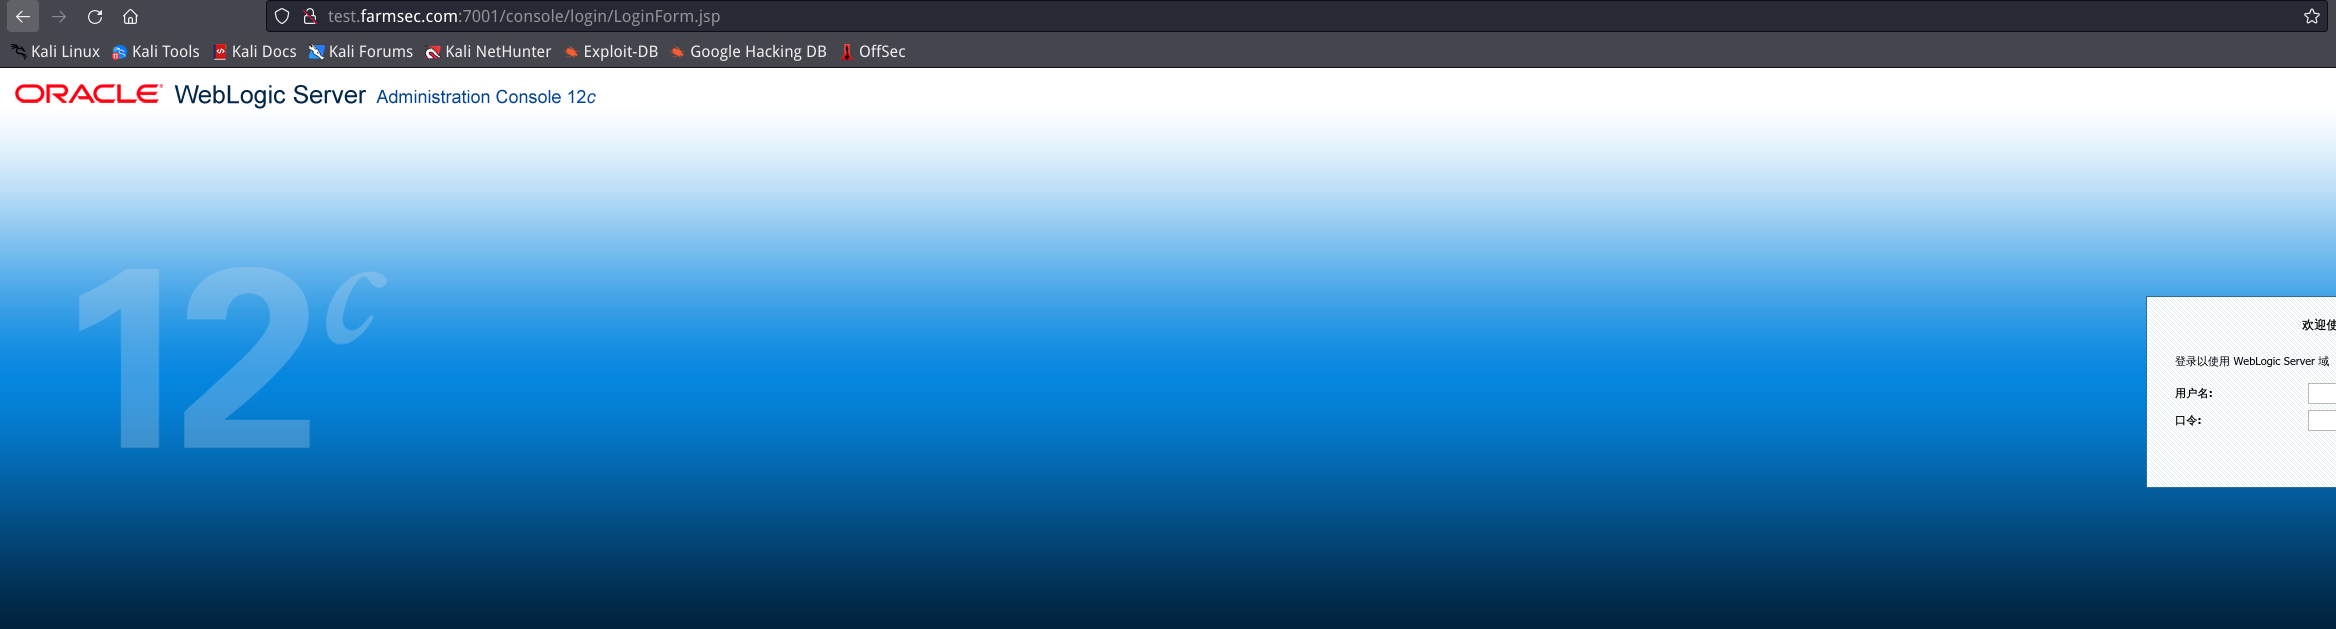 test.farmsec.com:7001/console/login/LoginForm.jsp
Kali Linux Kali Tools Kali Docs Kali Forums Kali NetHunter Exploit-DB Google Hacking DB OffSec
ORACLE WebLogic Server Administration Console 12c
12c
欢迎使
登录以使用 WebLogic Server 域
用户名:
口令: